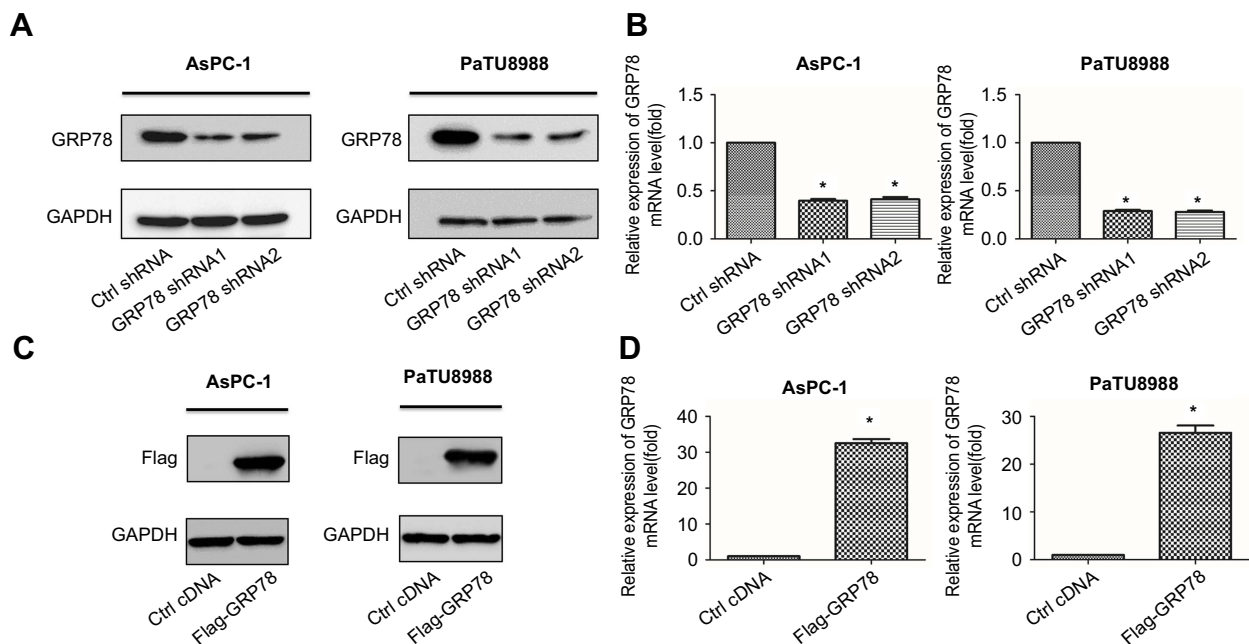 A
AsPC-1
PaTU8988
GRP78
GRP78
GAPDH
GAPDH
Ctrl shRNA
GRP78 shRNA1
GRP78 shRNA2
Ctrl shRNA
GRP78 shRNA1
GRP78 shRNA2
B
AsPC-1
Relative expression of GRP78
mRNA level(fold)
1.5
1.0
0.5
0.0
*
*
Ctrl shRNA
GRP78 shRNA1
GRP78 shRNA2
PaTU8988
Relative expression of GRP78
mRNA level(fold)
1.5
1.0
0.5
0.0
*
*
Ctrl shRNA
GRP78 shRNA1
GRP78 shRNA2
C
AsPC-1
PaTU8988
Flag
Flag
GAPDH
GAPDH
Ctrl cDNA
Flag-GRP78
Ctrl cDNA
Flag-GRP78
D
AsPC-1
Relative expression of GRP78
mRNA level(fold)
40
30
20
10
0
*
Ctrl cDNA
Flag-GRP78
PaTU8988
Relative expression of GRP78
mRNA level(fold)
30
20
10
0
*
Ctrl cDNA
Flag-GRP78